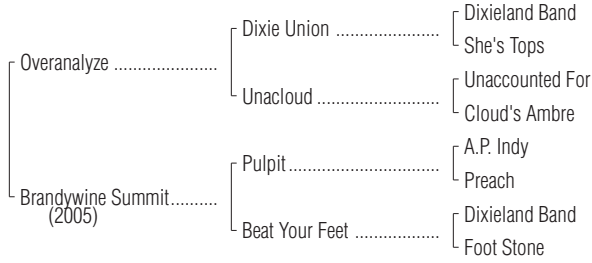 Dixieland Band
Dixie Union ..................
She's Tops
Overanalyze ......................
Unaccounted For
Unacloud .......................
Cloud's Ambre
A.P. Indy
Pulpit............................
Preach
Brandywine Summit..........
(2005)
Dixieland Band
Beat Your Feet ................
Foot Stone